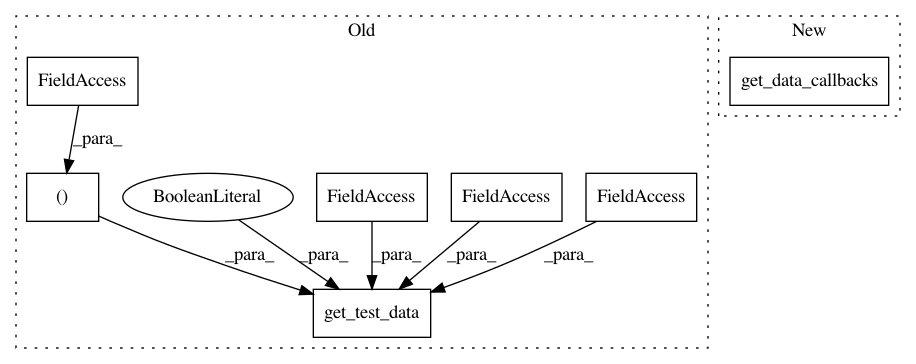 Old
New
FieldAccess
get_data_callbacks
_para_
()
BooleanLiteral
FieldAccess
FieldAccess
FieldAccess
_para_
_para_
_para_
_para_
_para_
get_test_data